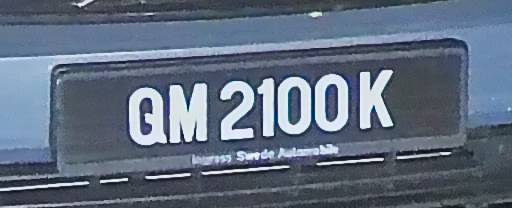 QM 2100 K
Ingress Swede Automobile